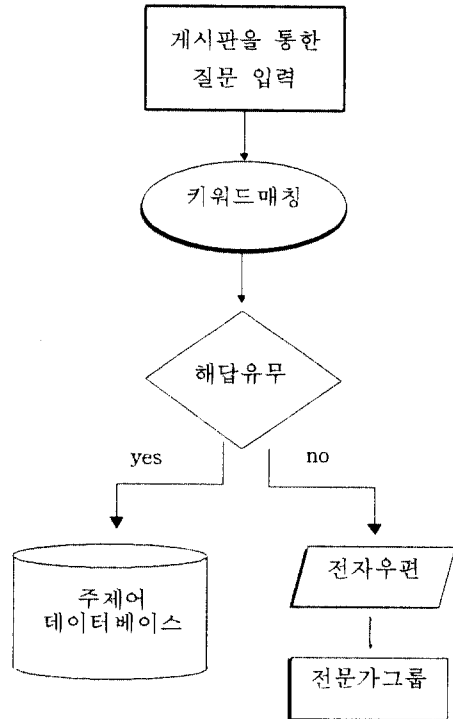 게시판을 통한
질문 입력
키워드매칭
해답유무
yes
no
주제어
데이터베이스
전자우편
전문가그룹